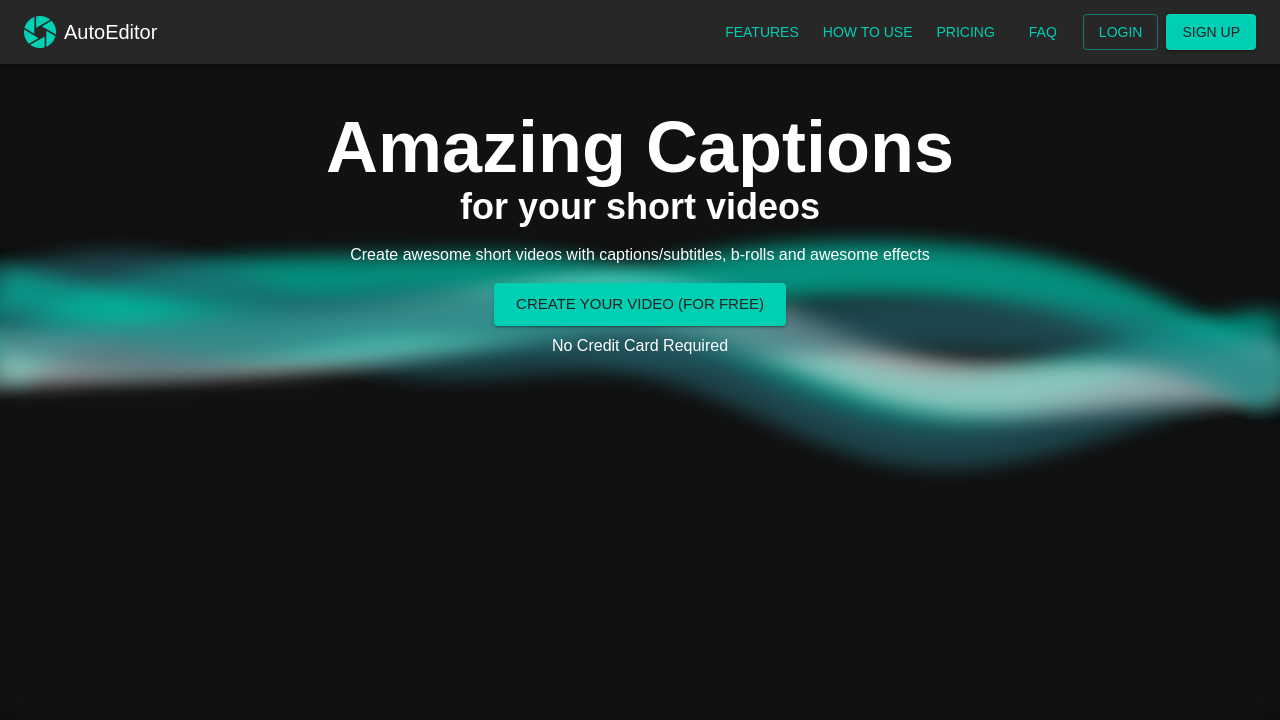 AutoEditor
FEATURES
HOW TO USE
PRICING
FAQ
LOGIN
SIGN UP
Amazing Captions
for your short videos
Create awesome short videos with captions/subtitles, b-rolls and awesome effects
CREATE YOUR VIDEO (FOR FREE)
No Credit Card Required